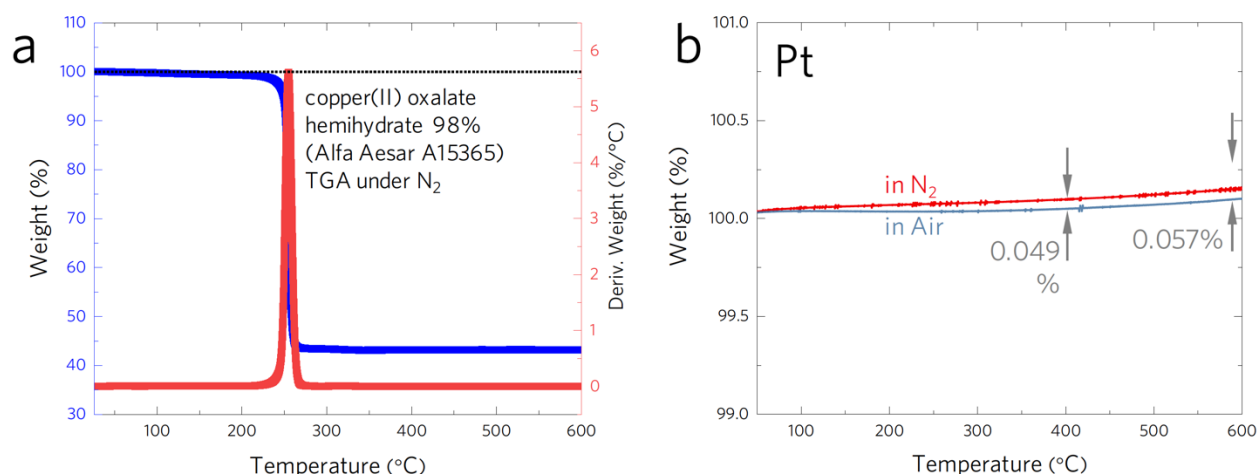 a
110
100
90
80
70
60
50
40
30
Weight (%)
copper(II) oxalate
hemihydrate 98%
(Alfa Aesar A15365)
TGA under N₂
6
5
4
3
2
1
0
Deriv. Weight (%/°C)
100 200 300 400 500 600
Temperature (°C)
b
Pt
101.0
100.5
100.0
99.5
99.0
Weight (%)
in N₂
in Air
0.049
%
0.057%
100 200 300 400 500 600
Temperature (°C)